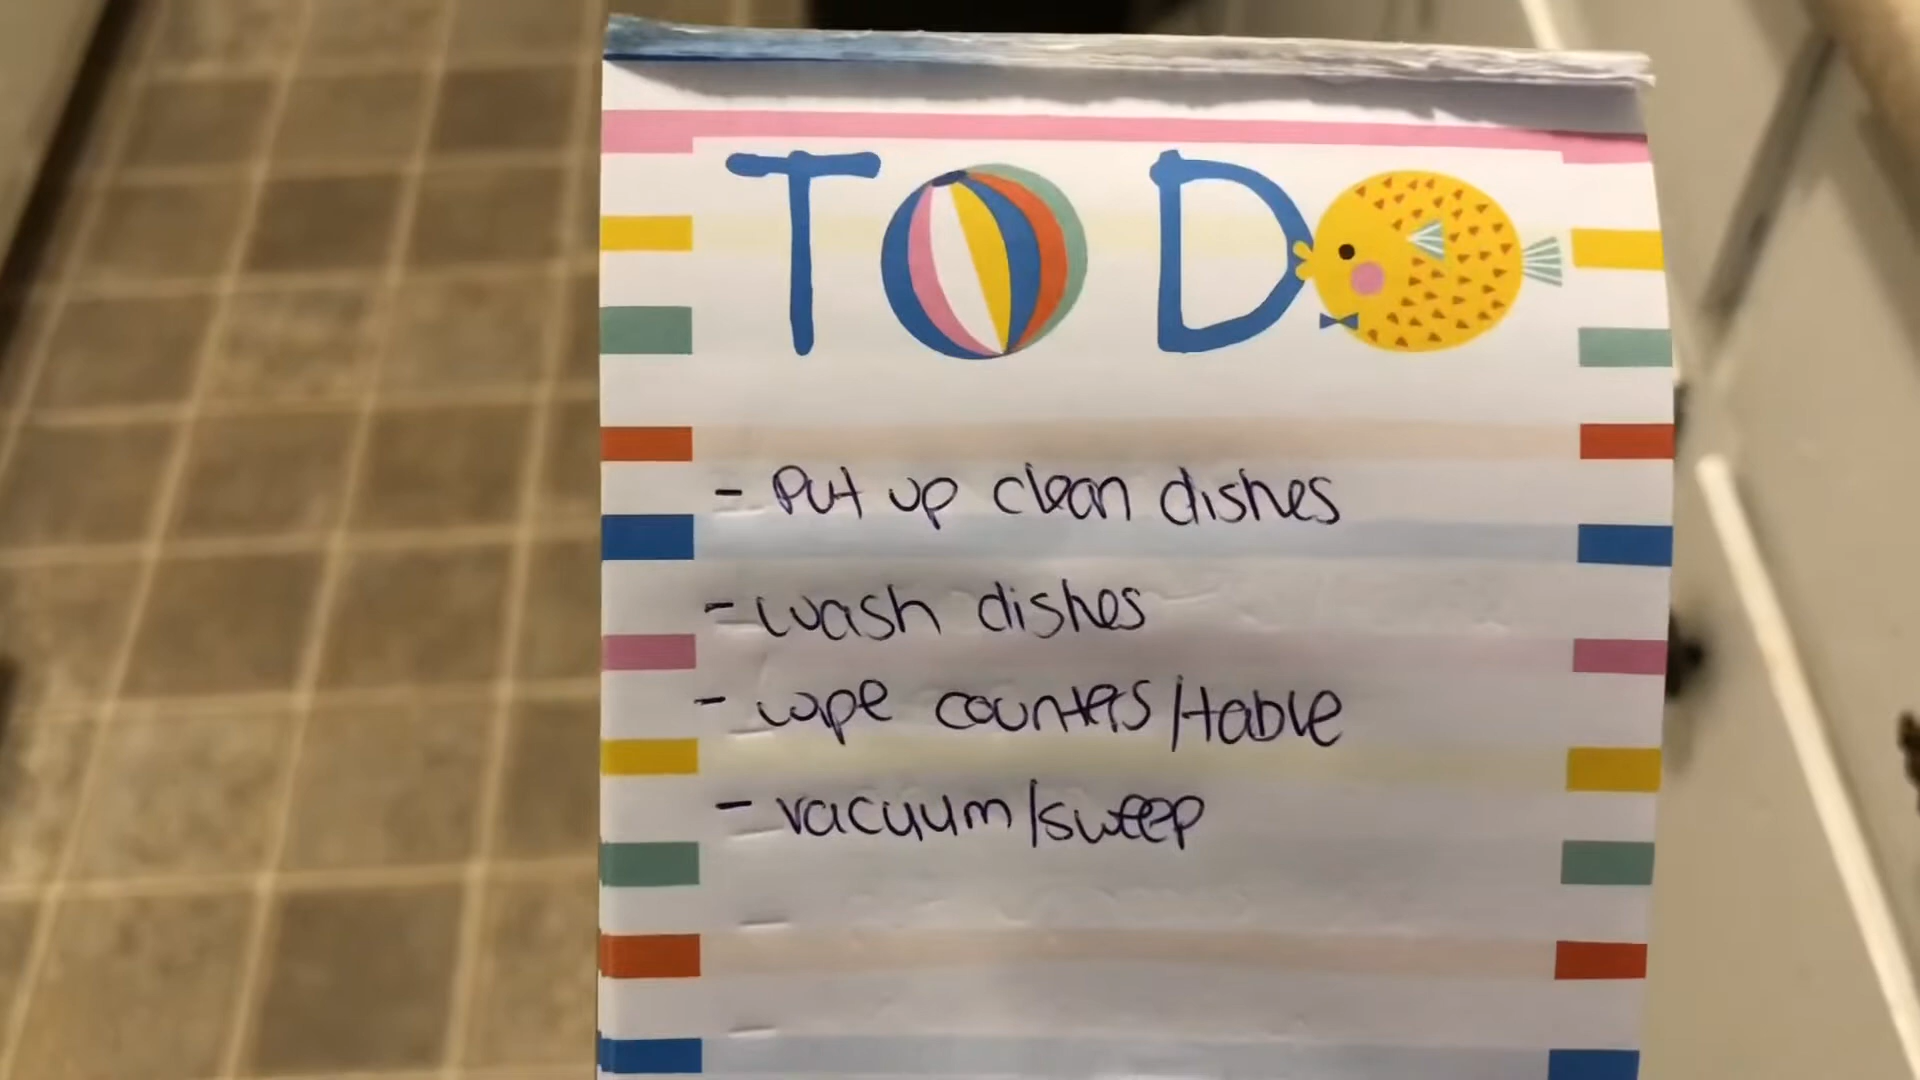 TO DO
- Put up clean dishes
- wash dishes
- wipe counters/table
- vacuum/sweep